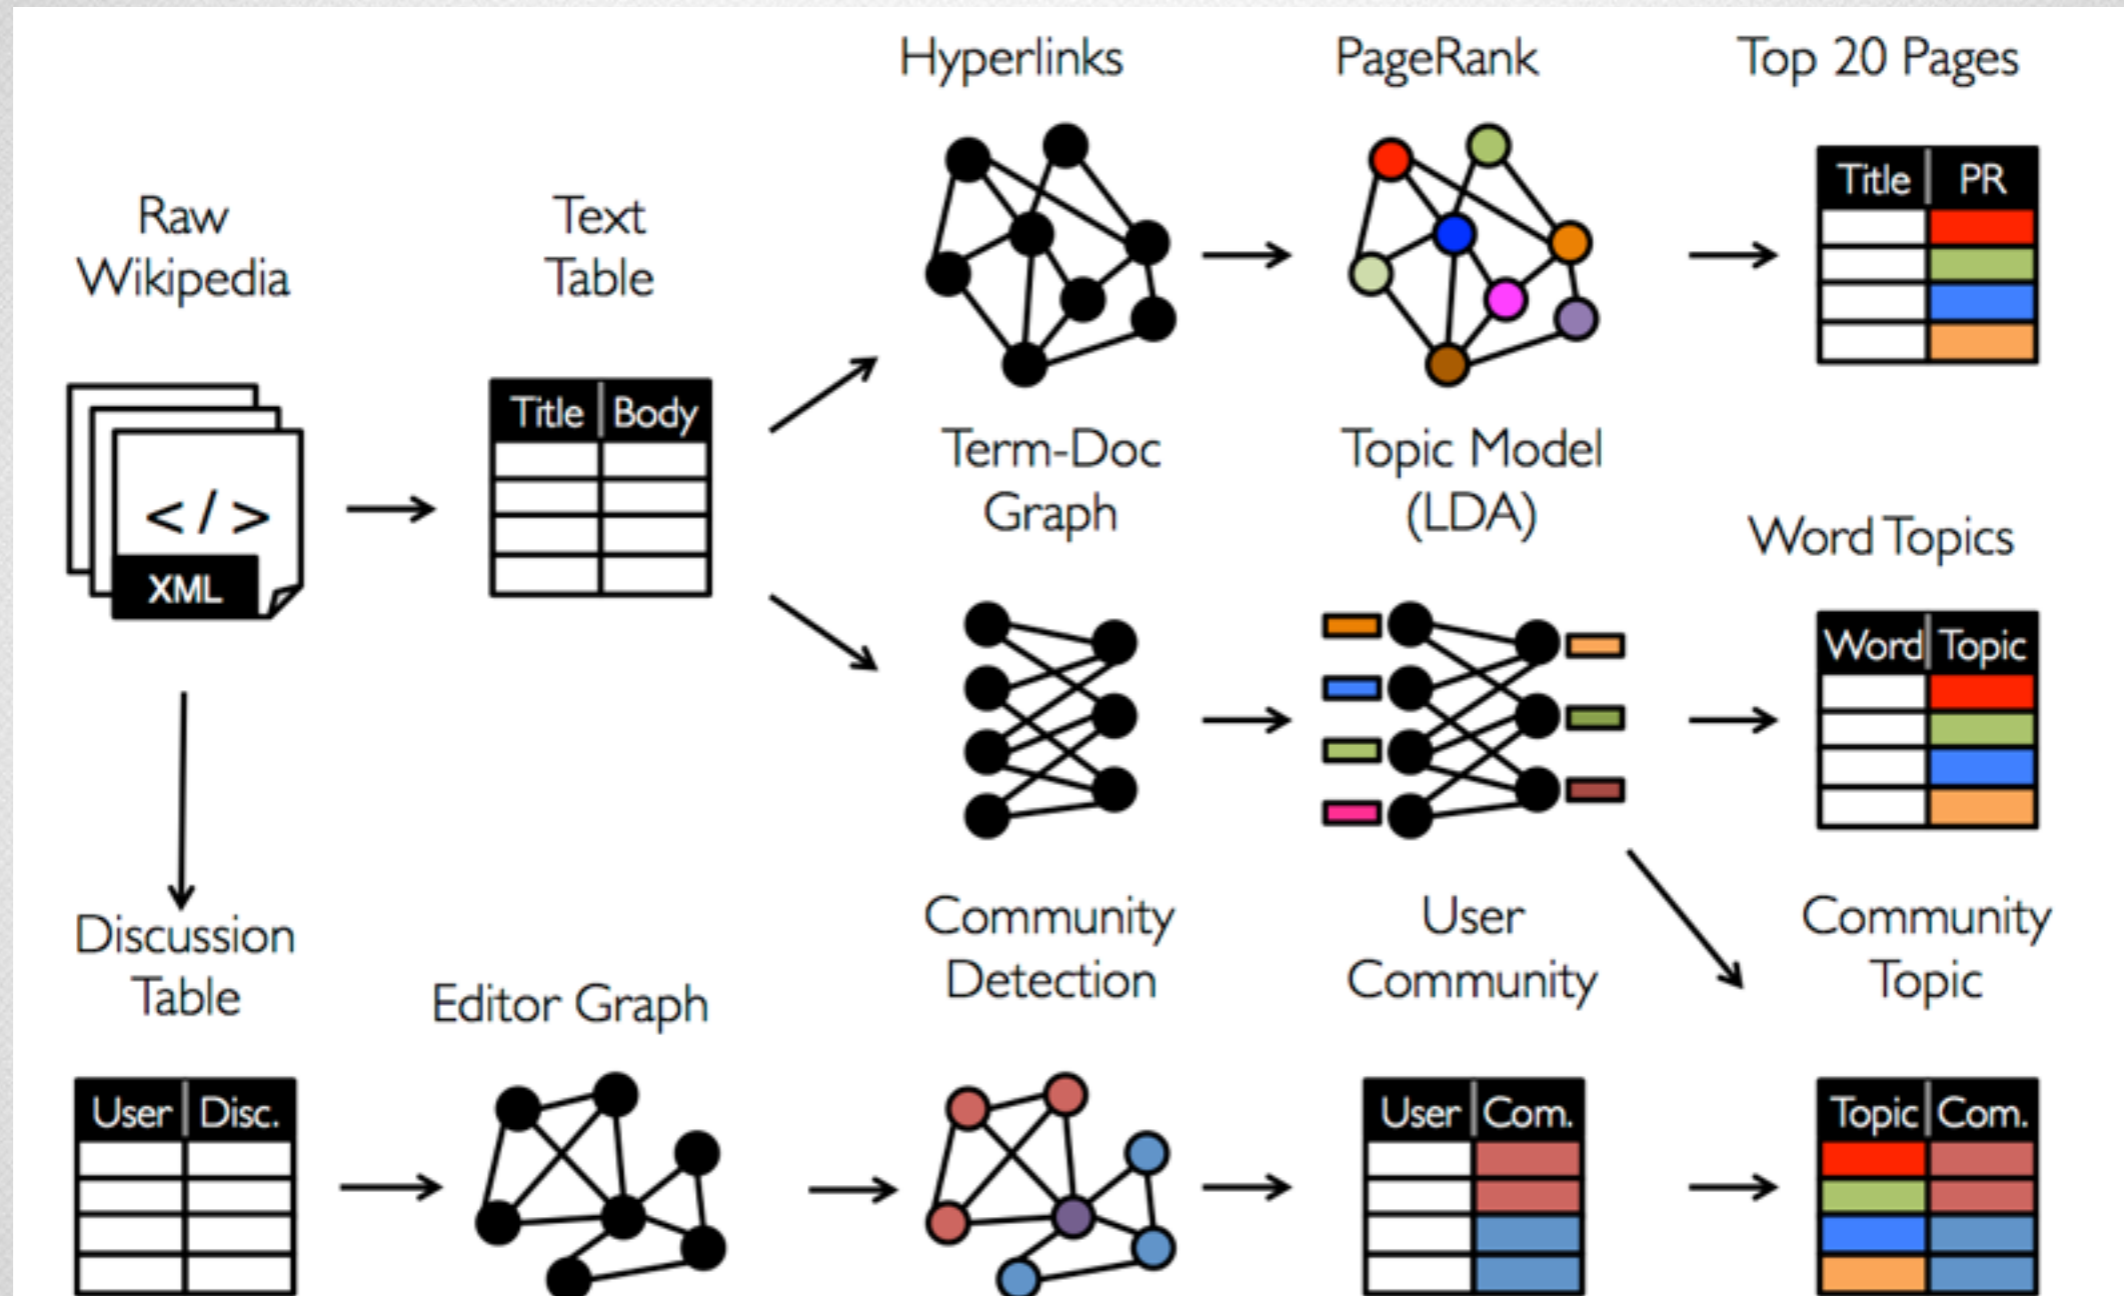 Hyperlinks
PageRank
Top 20 Pages
Raw
Wikipedia
Text
Table
Title Body
Title PR
</>
XML
Term-Doc
Graph
Topic Model
(LDA)
Word Topics
Word Topic
Discussion
Table
Editor Graph
Community
Detection
User
Community
Community
Topic
User Disc.
User Com.
Topic Com.